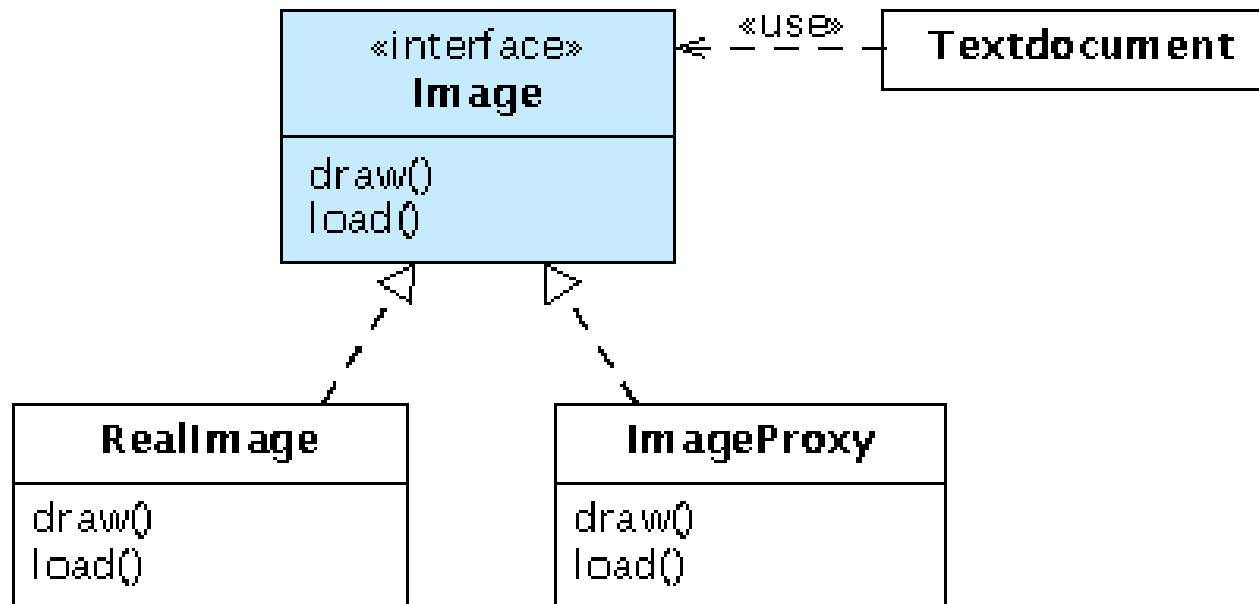 «interface»
Image
draw()
load()
«use»
Textdocument
RealImage
draw()
load()
ImageProxy
draw()
load()